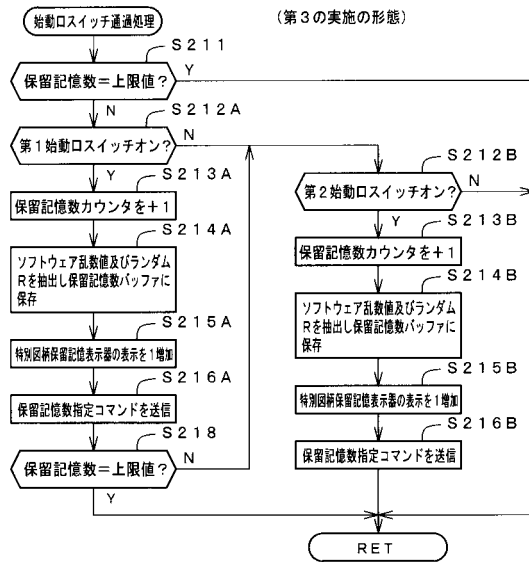 始動口スイッチ通過処理
(第3の実施の形態)
S211
保留記憶数=上限値?
Y
N
S212A
第1始動口スイッチオン?
N
Y
S213A
保留記憶数カウンタを+1
S214A
ソフトウェア乱数値及びランダム
Rを抽出し保留記憶数バッファに
保存
S215A
特別図柄保留記憶表示器の表示を1増加
S216A
保留記憶数指定コマンドを送信
S218
保留記憶数=上限値?
N
Y
S212B
第2始動口スイッチオン?
N
Y
S213B
保留記憶数カウンタを+1
S214B
ソフトウェア乱数値及びランダム
Rを抽出し保留記憶数バッファに
保存
S215B
特別図柄保留記憶表示器の表示を1増加
S216B
保留記憶数指定コマンドを送信
RET